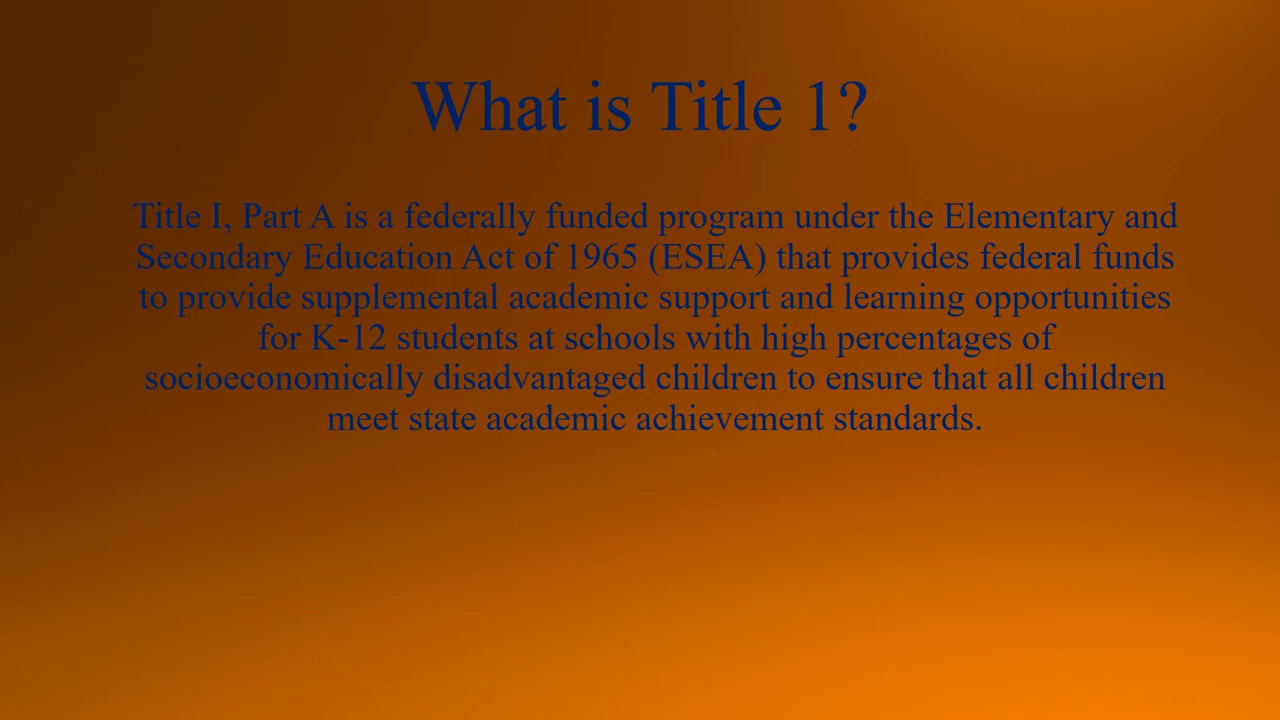 What is Title 1?
Title I, Part A is a federally funded program under the Elementary and
Secondary Education Act of 1965 (ESEA) that provides federal funds
to provide supplemental academic support and learning opportunities
for K-12 students at schools with high percentages of
socioeconomically disadvantaged children to ensure that all children
meet state academic achievement standards.